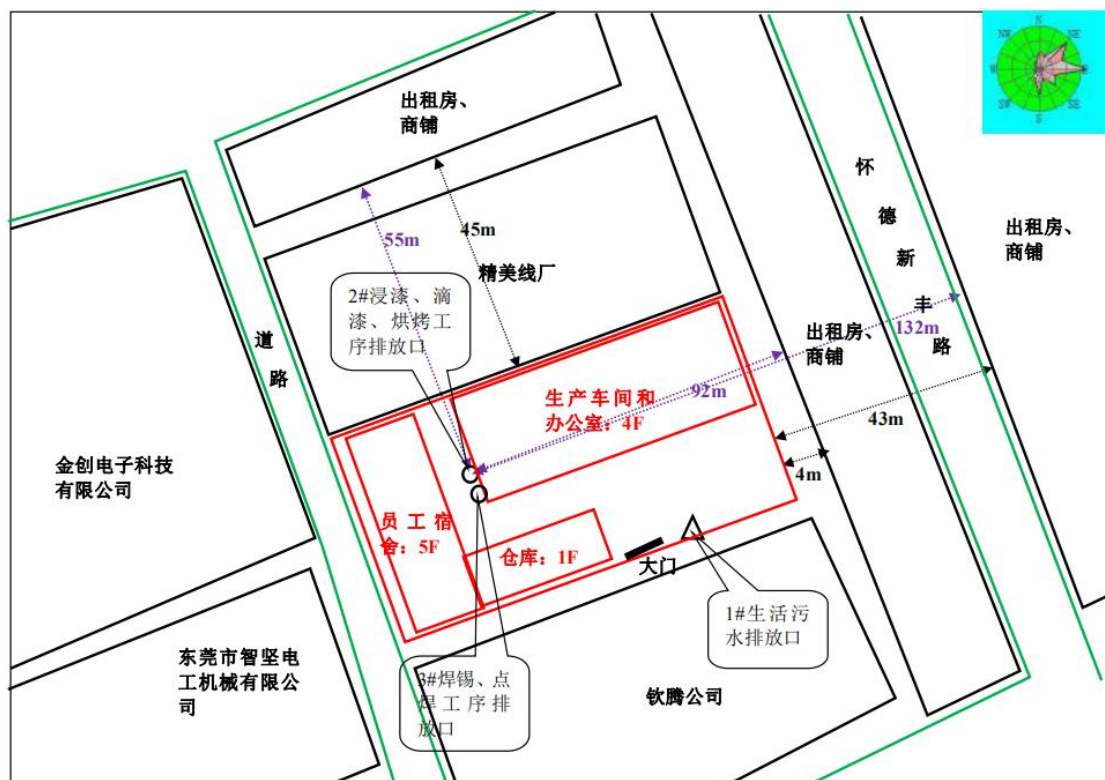 N
NW
NE
W
E
SW
SE
S
出租房、
商铺
怀
德
新
丰
路
出租房、
商铺
45m
55m
精美线厂
2#浸漆、滴
漆、烘烤工
序排放口
道
路
出租房、
商铺
132m
生产车间和
办公室：4F
92m
43m
4m
金创电子科技
有限公司
员工宿
舍：5F
仓库：1F
大门
1#生活污
水排放口
东莞市智坚电
工机械有限公
司
3#焊锡、点
焊工序排
放口
钦腾公司